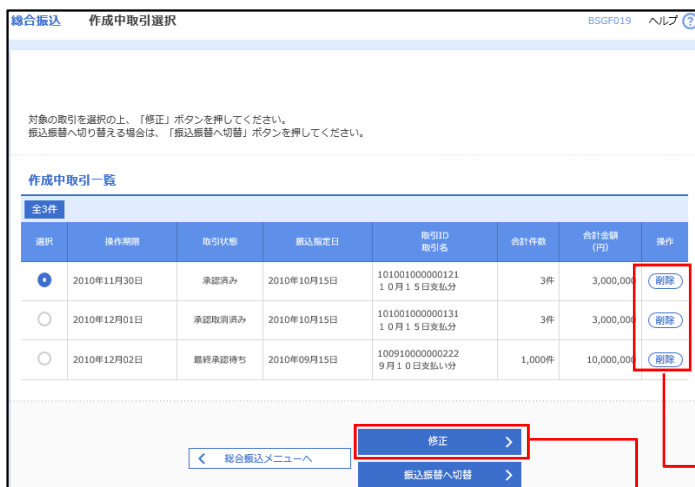 総合振込 作成中取引選択 BSGF019 ヘルプ ?
対象の取引を選択の上、「修正」ボタンを押してください。
振込振替へ切り替える場合は、「振込振替へ切替」ボタンを押してください。
作成中取引一覧
全3件
選択 操作期限 取引状態 振込指定日 取引ID 取引名 合計件数 合計金額 (円) 操作
2010年11月30日 承認済み 2010年10月15日 101001000000121 10月15日支払分 3件 3,000,000 削除
2010年12月01日 承認取消済み 2010年10月15日 101001000000131 10月15日支払分 3件 3,000,000 削除
2010年12月02日 最終承認待ち 2010年09月15日 100910000000222 9月10日支払い分 1,000件 10,000,000 削除
修正
総合振込メニューへ
振込振替へ切替